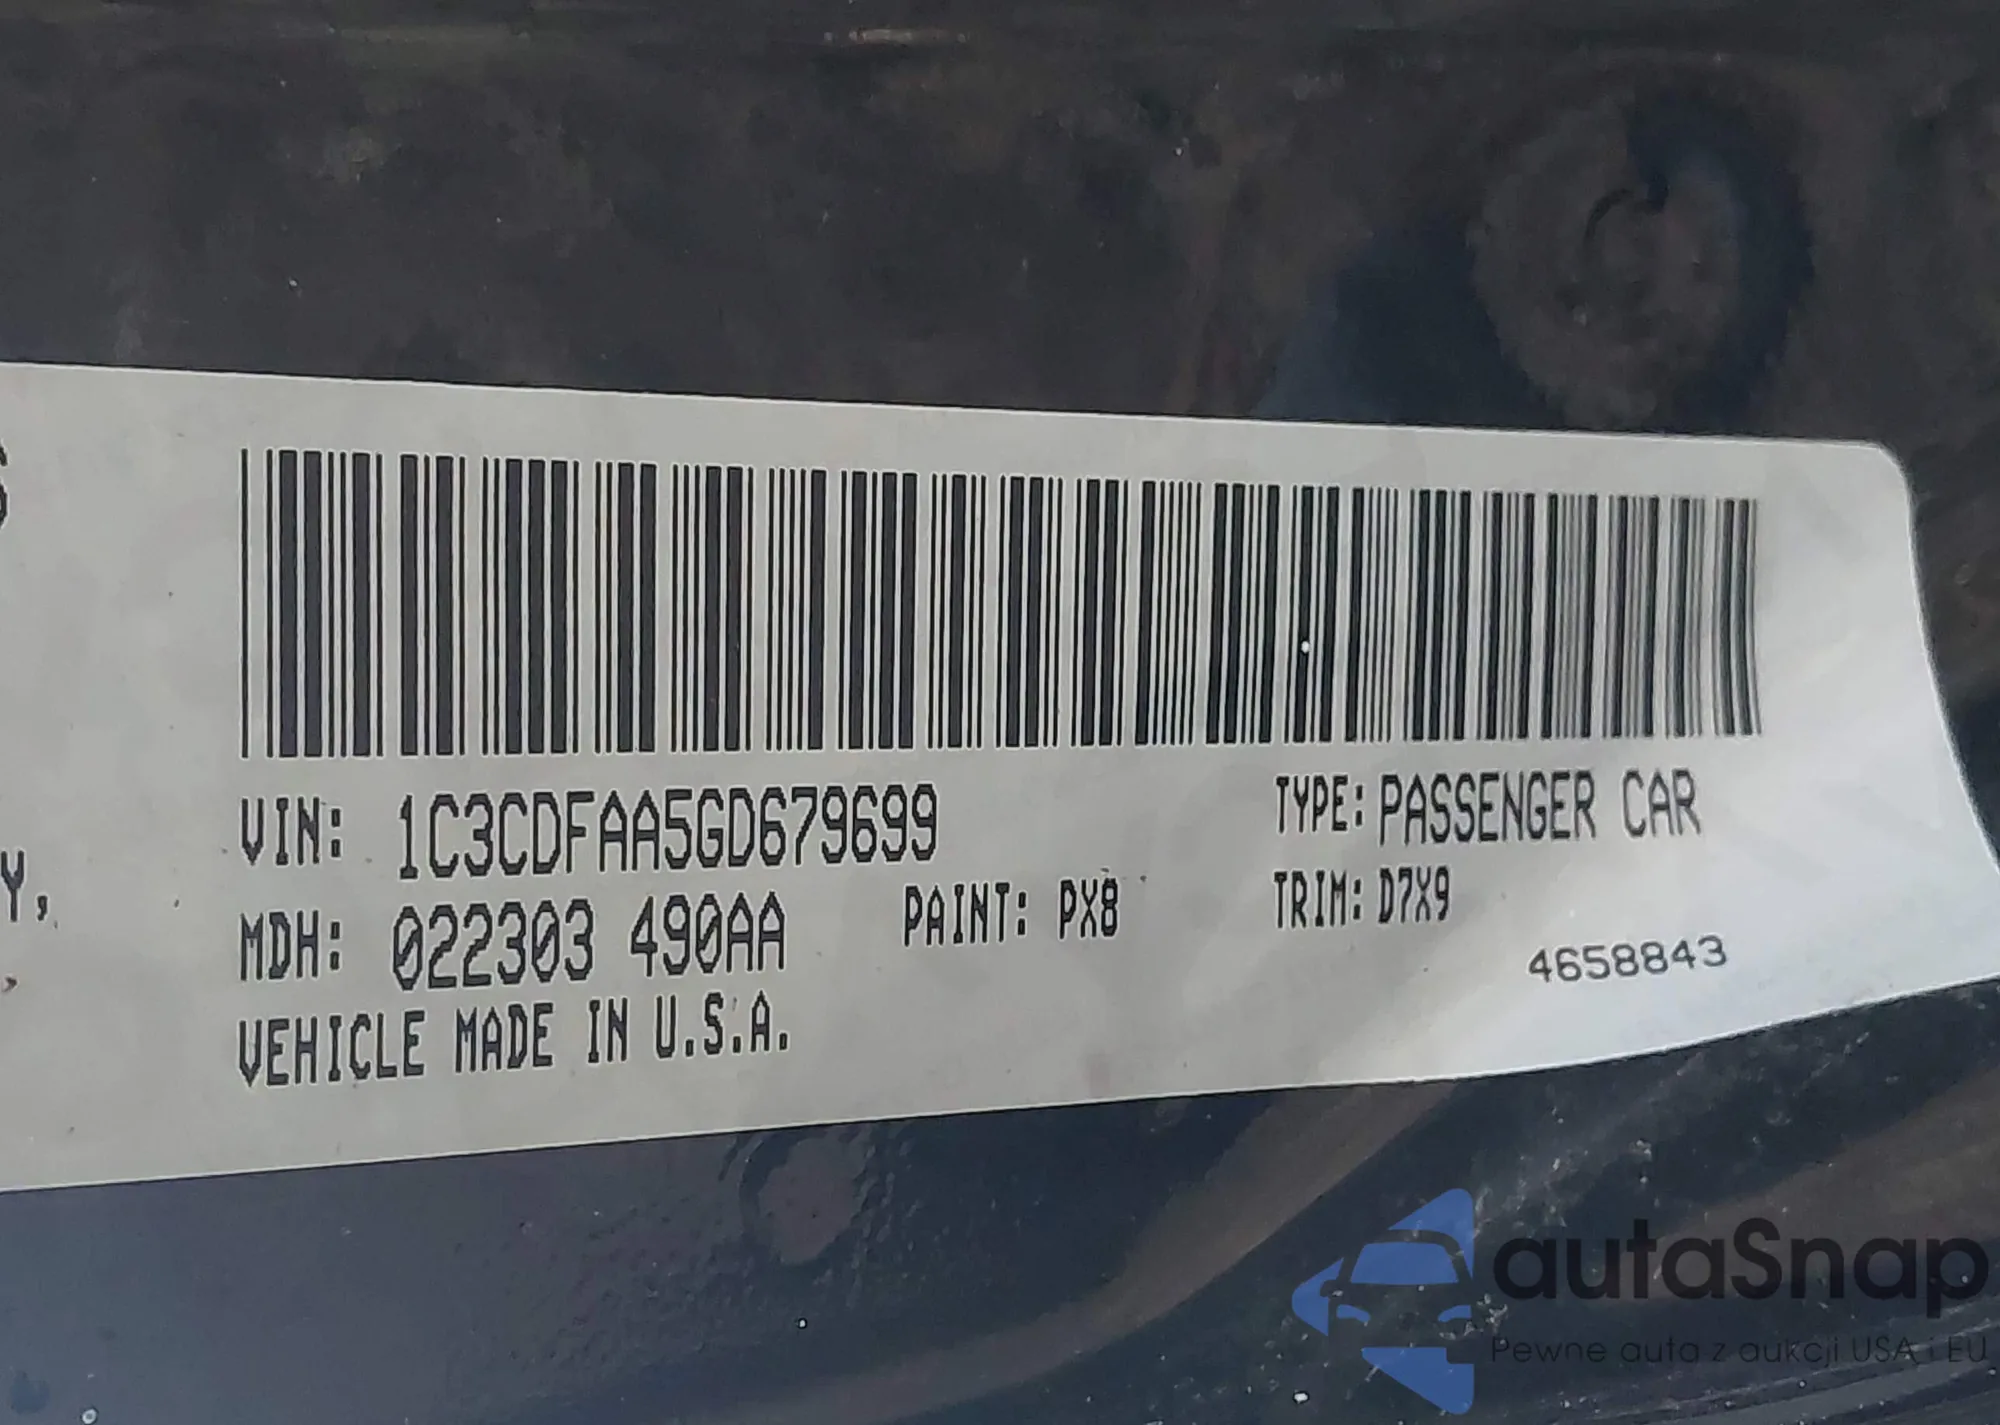 VIN: 1C3CDFAA5GD679699
TYPE: PASSENGER CAR
MDH: 022303 490AA
PAINT: PX8
TRIM: D7X9
4658843
VEHICLE MADE IN U.S.A.
Y,
,
autaSnap
Pewne auta z aukcji USA i EU